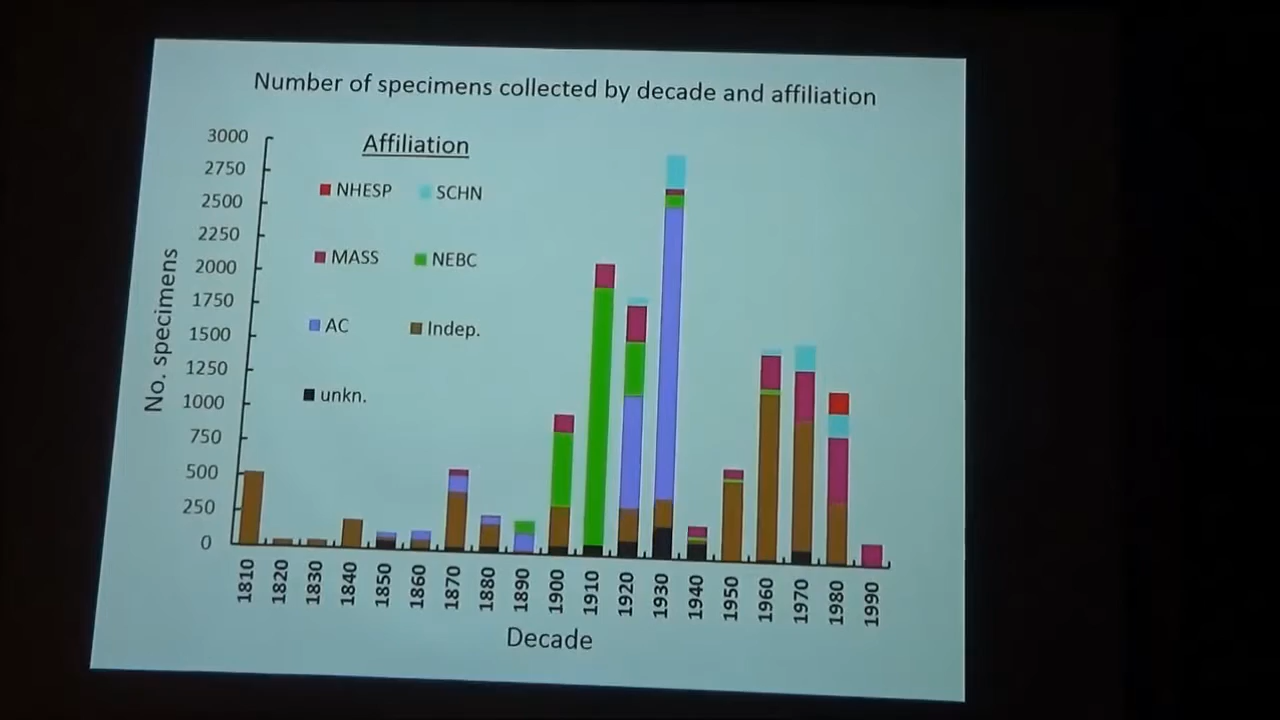 Number of specimens collected by decade and affiliation
3000
2750
2500
2250
2000
1750
1500
1250
1000
750
500
250
0
No. specimens
Affiliation
NHESP SCHN
MASS NEBC
AC Indep.
unkn.
1810 1820 1830 1840 1850 1860 1870 1880 1890 1900 1910 1920 1930 1940 1950 1960 1970 1980 1990
Decade